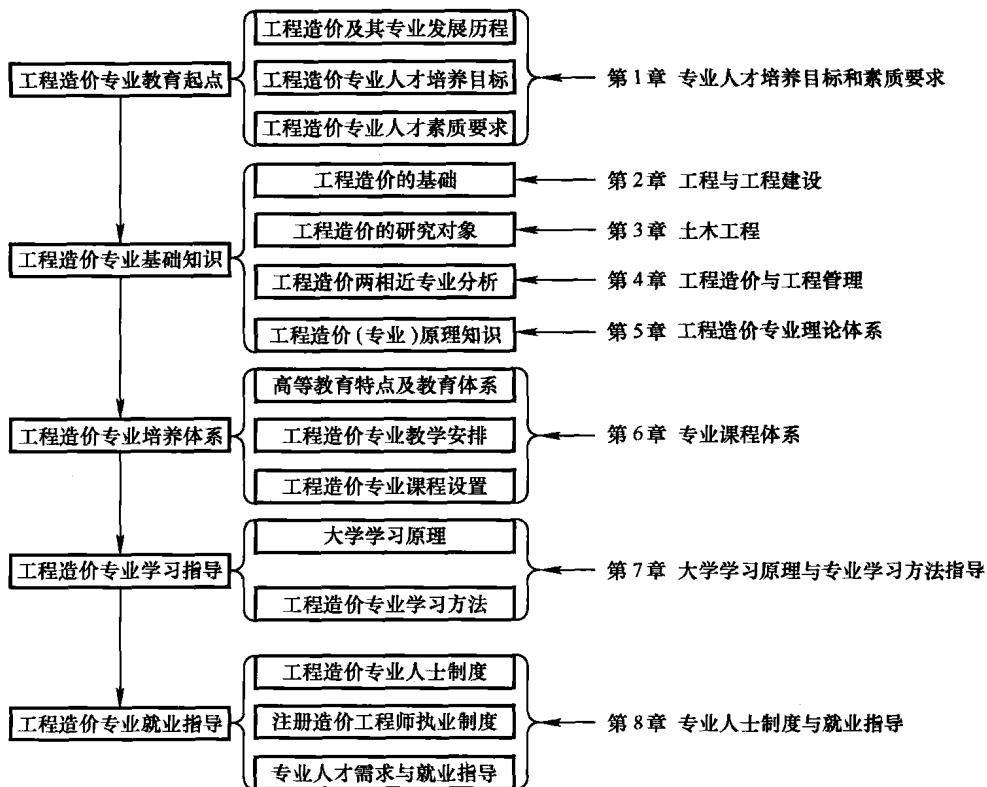 工程造价及其专业发展历程
工程造价专业教育起点
工程造价专业人才培养目标
第1章 专业人才培养目标和素质要求
工程造价专业人才素质要求
工程造价的基础
第2章 工程与工程建设
工程造价的研究对象
第3章 土木工程
工程造价专业基础知识
工程造价两相近专业分析
第4章 工程造价与工程管理
工程造价(专业)原理知识
第5章 工程造价专业理论体系
高等教育特点及教育体系
工程造价专业培养体系
工程造价专业教学安排
第6章 专业课程体系
工程造价专业课程设置
大学学习原理
工程造价专业学习指导
第7章 大学学习原理与专业学习方法指导
工程造价专业学习方法
工程造价专业人士制度
工程造价专业就业指导
注册造价工程师执业制度
第8章 专业人士制度与就业指导
专业人才需求与就业指导